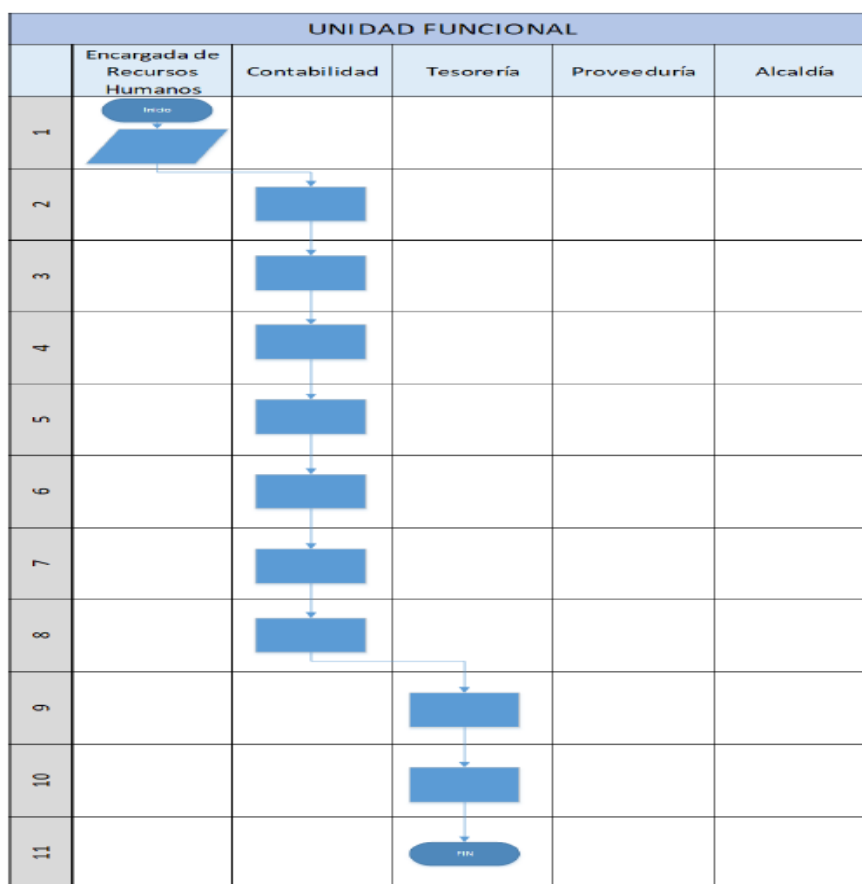 UNIDAD FUNCIONAL
Encargada de
Recursos
Humanos
Contabilidad
Tesorería
Proveeduría
Alcaldía
Inicio
1
2
3
4
5
6
7
8
9
10
11
FIN